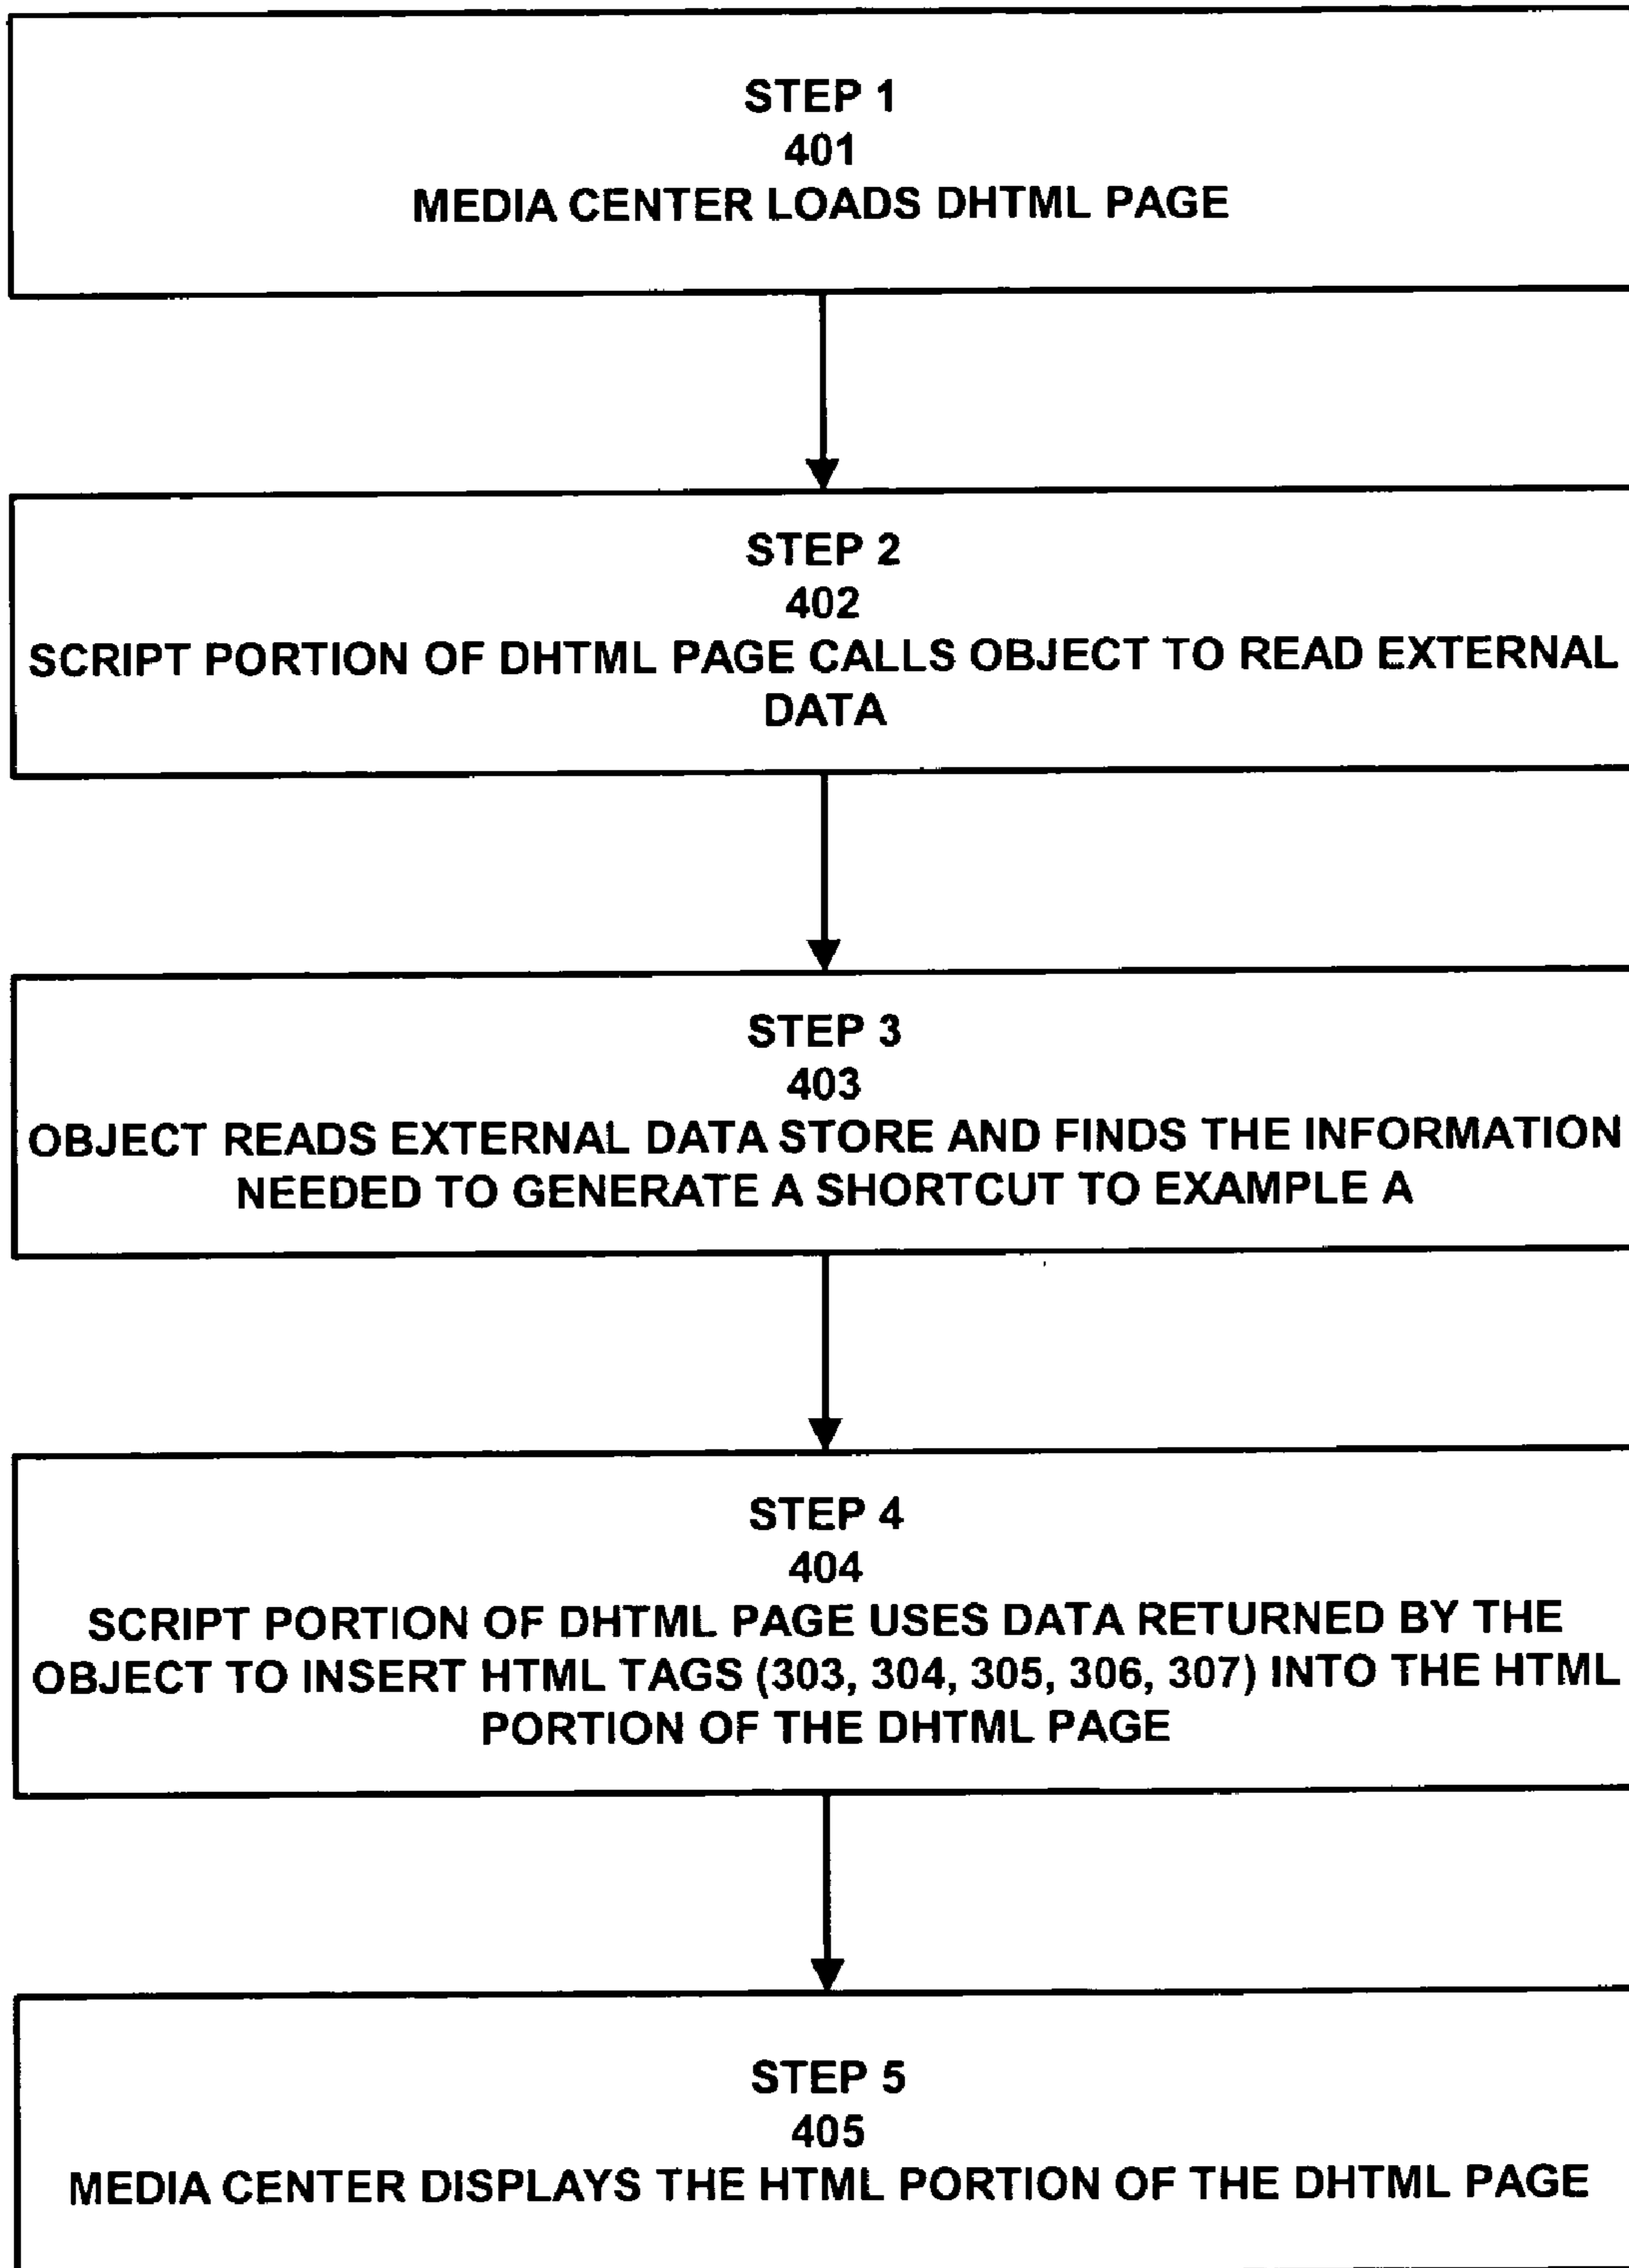 STEP 1
401
MEDIA CENTER LOADS DHTML PAGE
STEP 2
402
SCRIPT PORTION OF DHTML PAGE CALLS OBJECT TO READ EXTERNAL
DATA
STEP 3
403
OBJECT READS EXTERNAL DATA STORE AND FINDS THE INFORMATION
NEEDED TO GENERATE A SHORTCUT TO EXAMPLE A
STEP 4
404
SCRIPT PORTION OF DHTML PAGE USES DATA RETURNED BY THE
OBJECT TO INSERT HTML TAGS (303, 304, 305, 306, 307) INTO THE HTML
PORTION OF THE DHTML PAGE
STEP 5
405
MEDIA CENTER DISPLAYS THE HTML PORTION OF THE DHTML PAGE